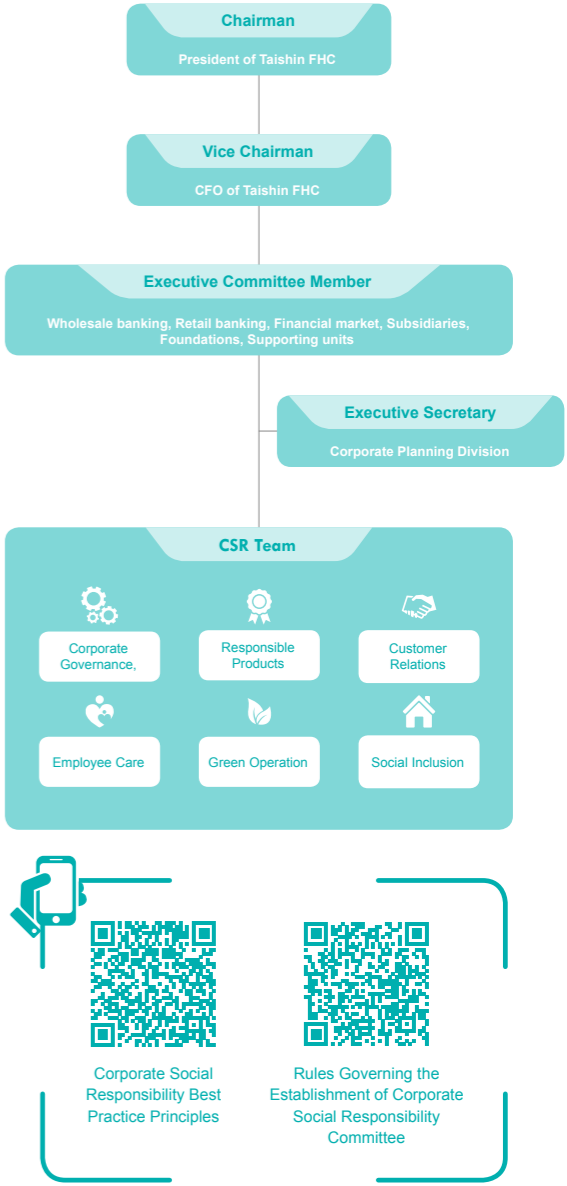 Chairman
President of Taishin FHC
Vice Chairman
CFO of Taishin FHC
Executive Committee Member
Wholesale banking, Retail banking, Financial market, Subsidiaries,
Foundations, Supporting units
Executive Secretary
Corporate Planning Division
CSR Team
Corporate
Governance,
Responsible
Products
Customer
Relations
Employee Care
Green Operation
Social Inclusion
Corporate Social
Responsibility Best
Practice Principles
Rules Governing the
Establishment of Corporate
Social Responsibility
Committee